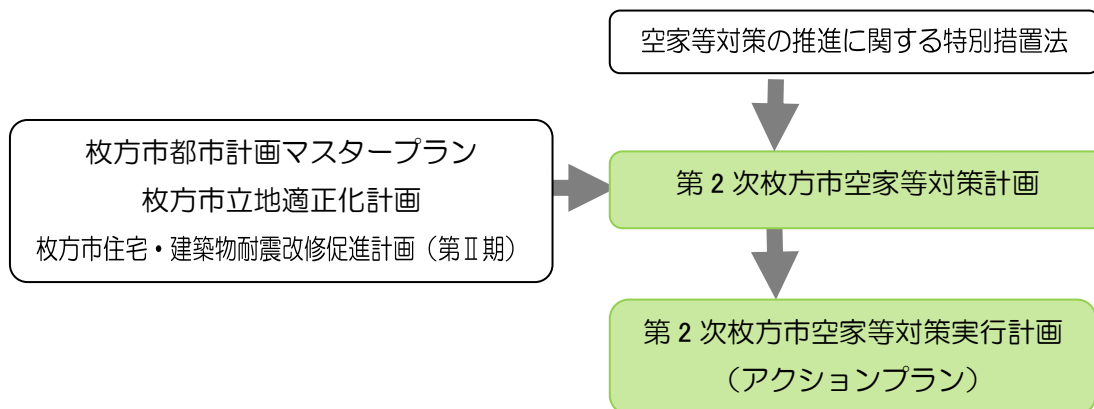 空家等対策の推進に関する特別措置法
枚方市都市計画マスタープラン
枚方市立地適正化計画
枚方市住宅・建築物耐震改修促進計画（第Ⅱ期）
第２次枚方市空家等対策計画
第２次枚方市空家等対策実行計画
（アクションプラン）